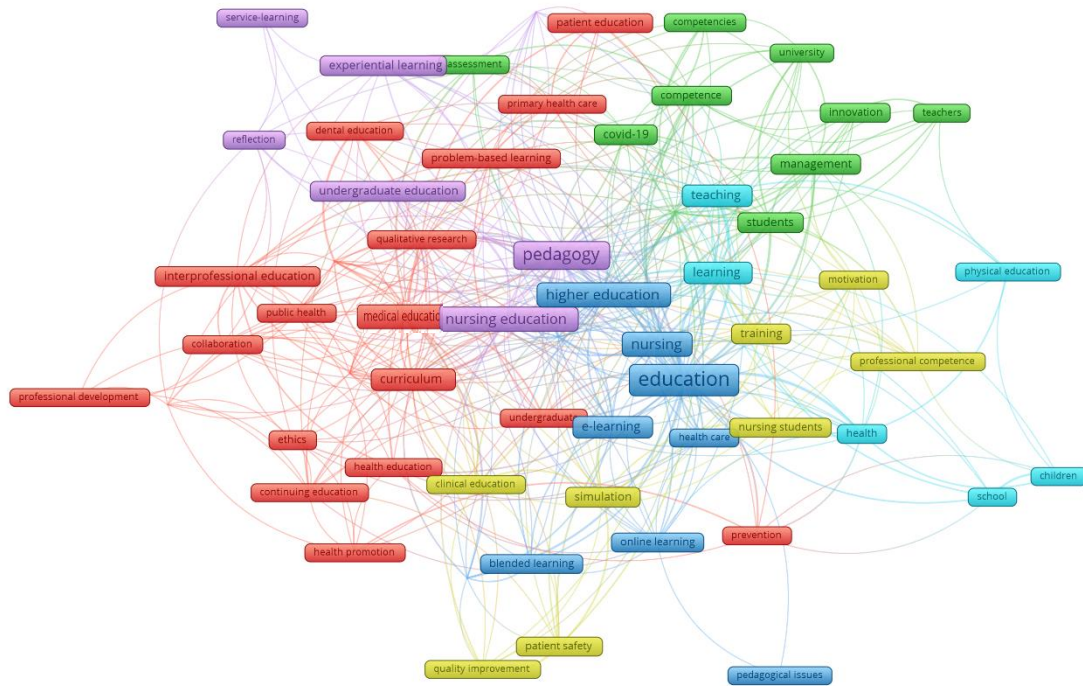 service-learning
patient education
competencies
university
experiential learning
assessment
competence
primary health care
innovation
teachers
dental education
covid-19
reflection
problem-based learning
management
undergraduate education
teaching
students
qualitative research
pedagogy
interprofessional education
learning
physical education
motivation
higher education
public health
medical education
nursing education
training
collaboration
nursing
professional competence
curriculum
education
professional development
undergraduate
e-learning
nursing students
health care
health
ethics
health education
clinical education
children
continuing education
simulation
school
prevention
online learning
health promotion
blended learning
patient safety
quality improvement
pedagogical issues